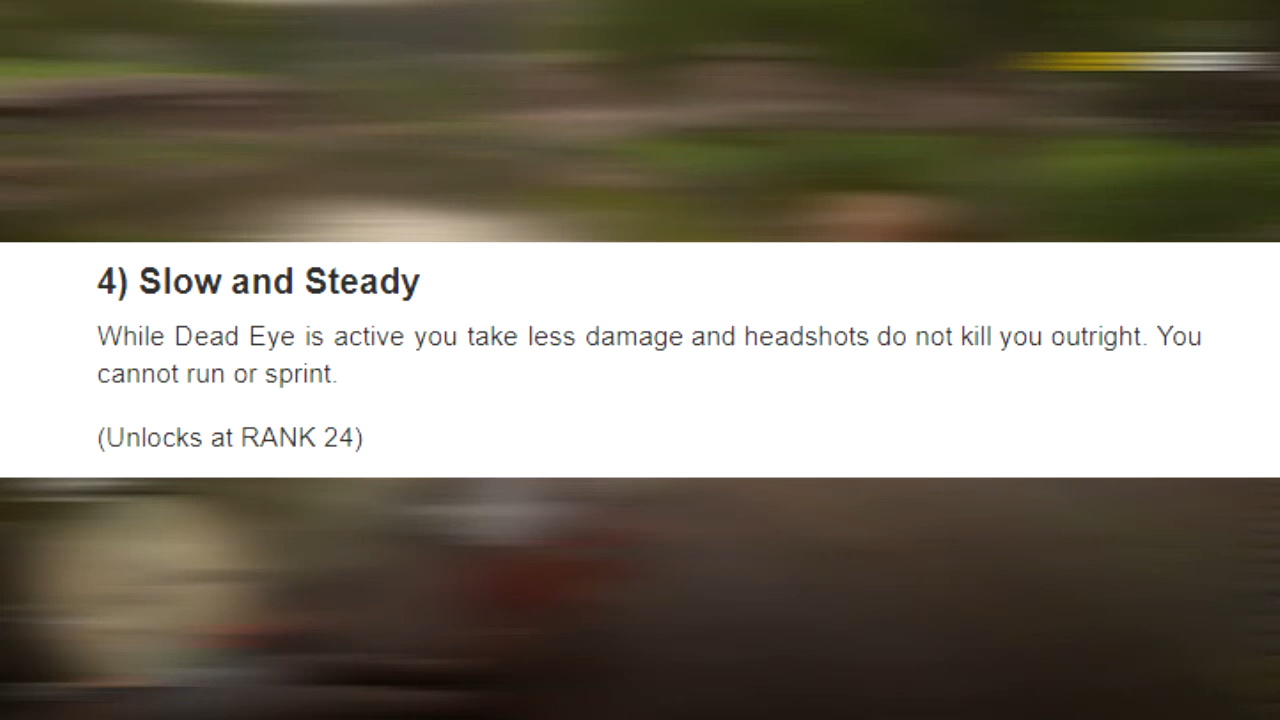 4) Slow and Steady
While Dead Eye is active you take less damage and headshots do not kill you outright. You
cannot run or sprint.
(Unlocks at RANK 24)